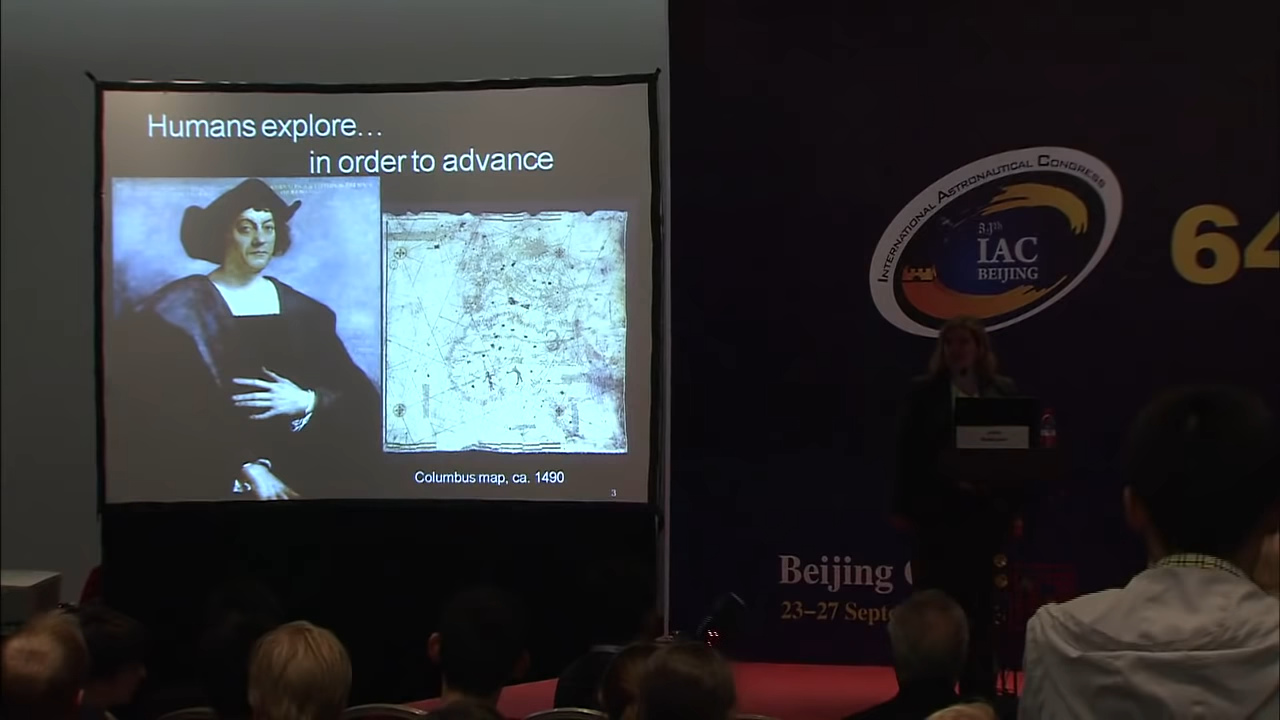 Humans explore…
in order to advance
Columbus map, ca. 1490
3
INTERNATIONAL ASTRONAUTICAL CONGRESS
IAC
BEIJING
64
Beijing
23–27 Septe